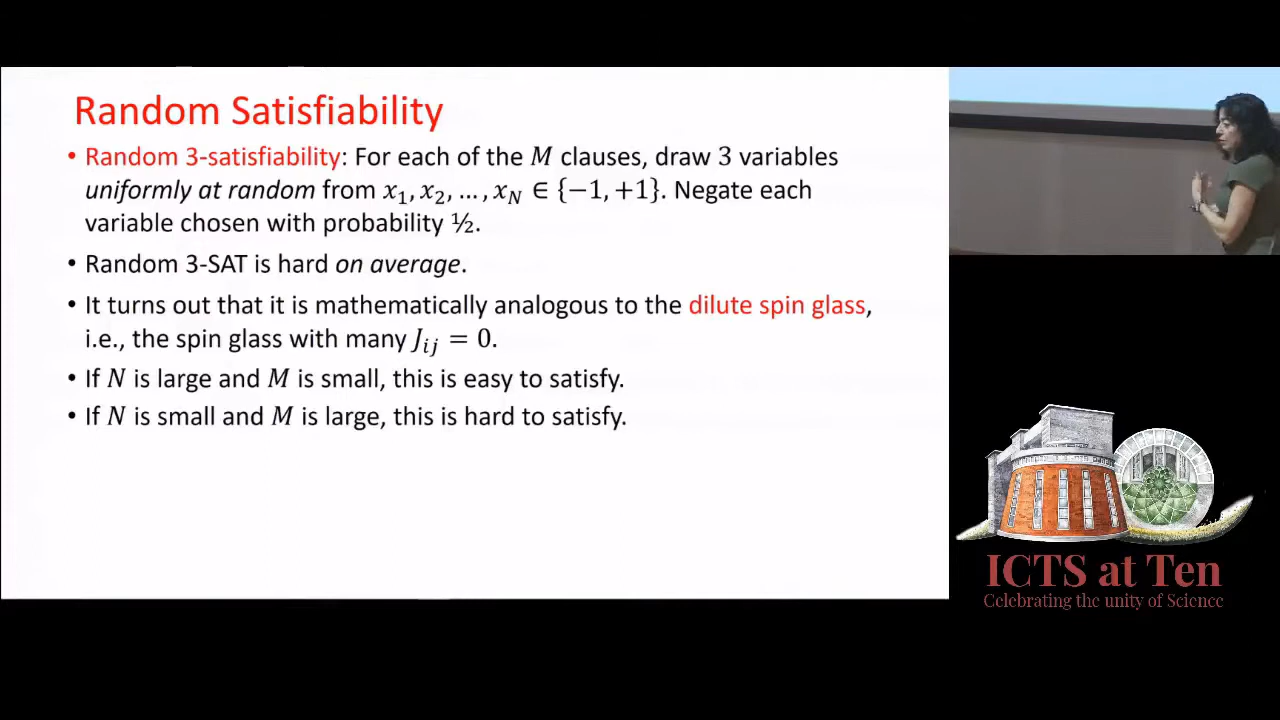 Random Satisfiability
• Random 3-satisfiability: For each of the M clauses, draw 3 variables
uniformly at random from x₁, x₂, ..., x_N ∈ {−1, +1}. Negate each
variable chosen with probability ½.
• Random 3-SAT is hard on average.
• It turns out that it is mathematically analogous to the dilute spin glass,
i.e., the spin glass with many J_ij = 0.
• If N is large and M is small, this is easy to satisfy.
• If N is small and M is large, this is hard to satisfy.
ICTS at Ten
Celebrating the unity of Science